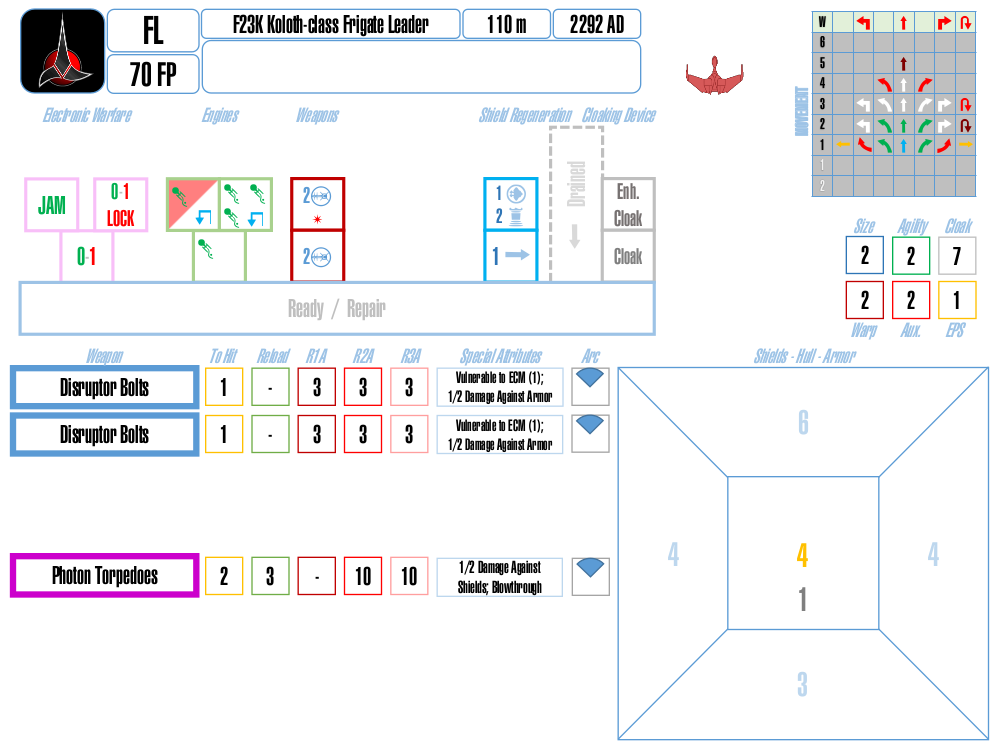 FL
F23K Koloth-class Frigate Leader
110 m
2292 AD
70 FP
Electronic Warfare
Engines
Weapons
Shield Regeneration
Cloaking Device
JAM
0-1
LOCK
0-1
2
2
1
2
1
Drained
Enh.
Cloak
Cloak
Ready / Repair
MOVEMENT
W
6
5
4
3
2
1
1
2
Size
Agility
Cloak
2
2
7
2
2
1
Warp
Aux.
EPS
Weapon
To Hit
Reload
R1A
R2A
R3A
Special Attributes
Arc
Disruptor Bolts
1
-
3
3
3
Vulnerable to ECM (1);
1/2 Damage Against Armor
Disruptor Bolts
1
-
3
3
3
Vulnerable to ECM (1);
1/2 Damage Against Armor
Photon Torpedoes
2
3
-
10
10
1/2 Damage Against
Shields; Blowthrough
Shields - Hull - Armor
6
4
4
4
1
3